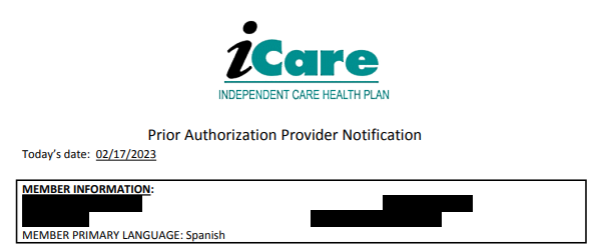 iCare
INDEPENDENT CARE HEALTH PLAN
Prior Authorization Provider Notification
Today's date: 02/17/2023
MEMBER INFORMATION:
MEMBER PRIMARY LANGUAGE: Spanish